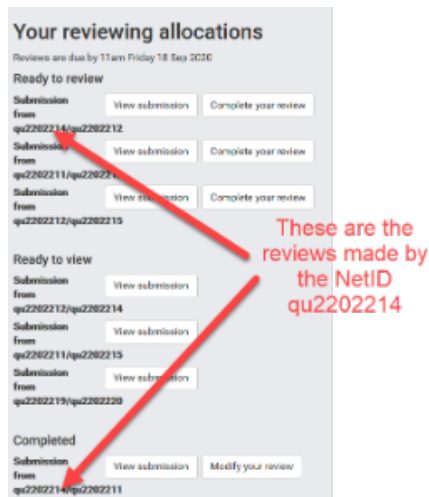 Your reviewing allocations
Reviews are due by 11am Friday 18 Sep 2020
Ready to review
Submission
from
qu2202214/qu2202212
View submission
Complete your review
Submission
from
qu2202211/
View submission
Complete your review
Submission
from
qu2202212/qu2202215
View submission
Complete your review
These are the
reviews made by
the NetID
qu2202214
Ready to view
Submission
from
qu2202212/qu2202214
View submission
Submission
from
qu2202211/qu2202215
View submission
Submission
from
qu2202219/qu2202220
View submission
Completed
Submission
from
qu2202214/qu2202211
View submission
Modify your review